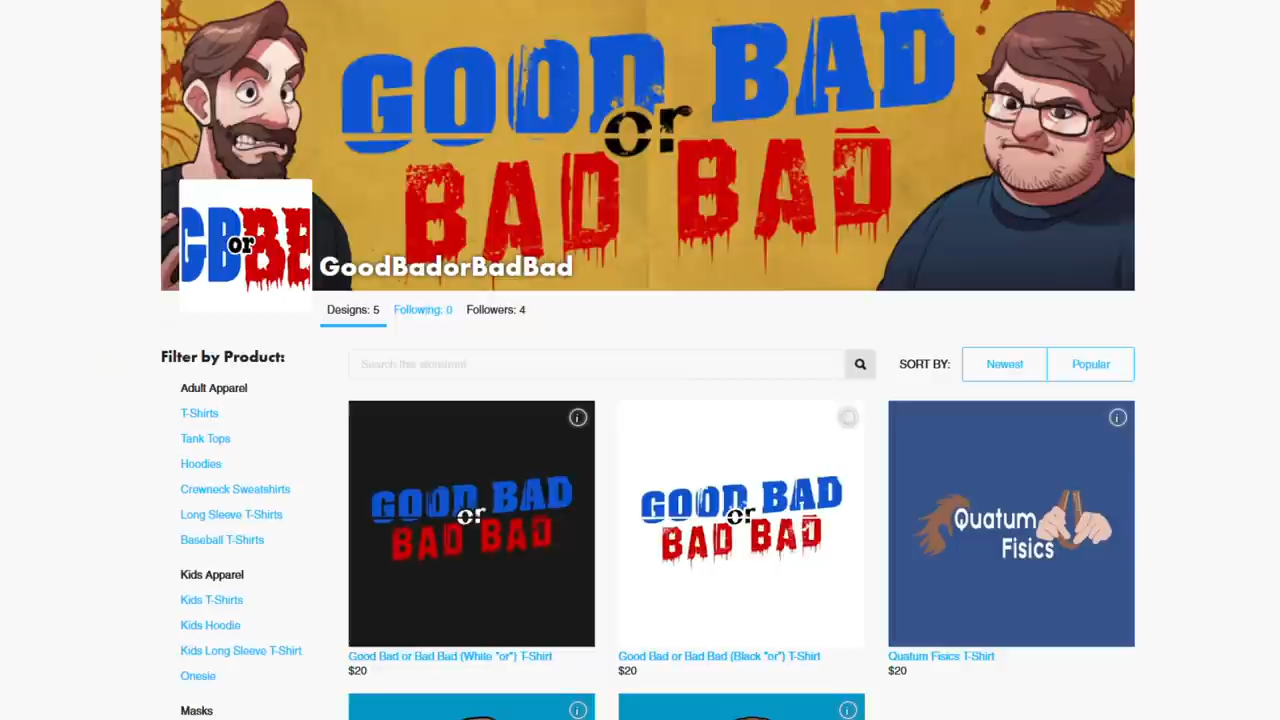 GOOD BAD
or
BAD BAD
GB or BB
GoodBadorBadBad
Designs: 5 Following: 0 Followers: 4
Filter by Product:
Search this storefront
SORT BY: Newest Popular
Adult Apparel
T-Shirts
Tank Tops
Hoodies
Crewneck Sweatshirts
Long Sleeve T-Shirts
Baseball T-Shirts
Kids Apparel
Kids T-Shirts
Kids Hoodie
Kids Long Sleeve T-Shirt
Onesie
Masks
GOOD BAD
or
BAD BAD
Good Bad or Bad Bad (White "or") T-Shirt
$20
GOOD BAD
or
BAD BAD
Good Bad or Bad Bad (Black "or") T-Shirt
$20
Quatum
Fisics
Quatum Fisics T-Shirt
$20